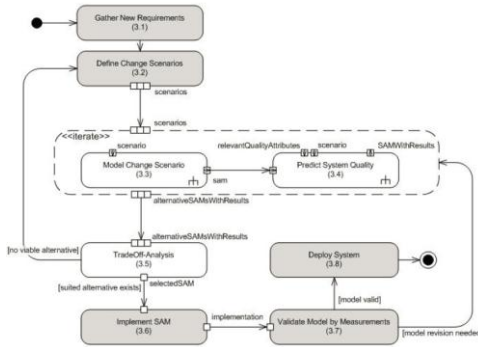 Gather New Requirements
(3.1)
Define Change Scenarios
(3.2)
scenarios
scenarios
<<iterate>>
scenario
relevantQualityAttributes
scenario
SAMWithResults
Model Change Scenario
(3.3)
sam
Predict System Quality
(3.4)
alternativeSAMsWithResults
alternativeSAMsWithResults
[no viable alternative]
TradeOff-Analysis
(3.5)
Deploy System
(3.8)
[suited alternative exists]
selectedSAM
[model valid]
Implement SAM
(3.6)
implementation
Validate Model by Measurements
(3.7)
[model revision needed]